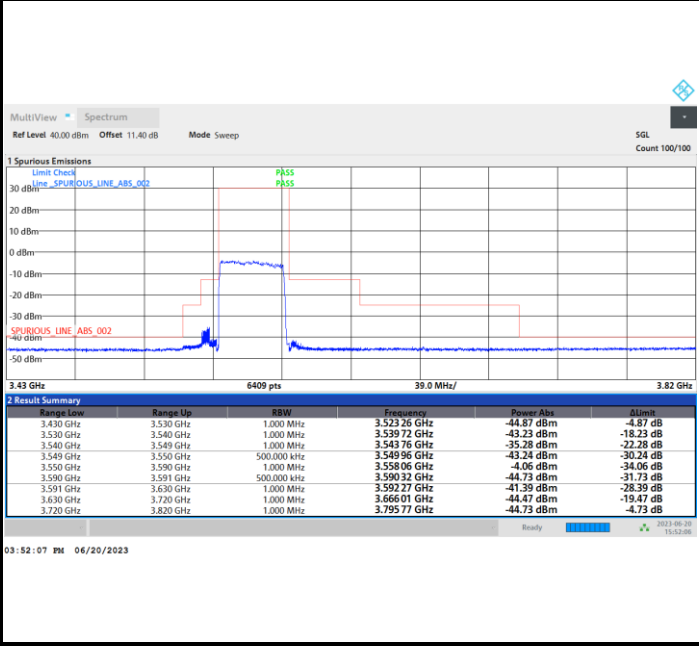 MultiView Spectrum
Ref Level 40.00 dBm Offset 11.40 dB Mode Sweep SGL
Count 100/100
1 Spurious Emissions
Limit Check PASS
Line _SPURIOUS_LINE_ABS_002 PASS
30 dBm
20 dBm
10 dBm
0 dBm
-10 dBm
-20 dBm
-30 dBm
_SPURIOUS_LINE_ABS_002
-40 dBm
-50 dBm
3.43 GHz 6409 pts 39.0 MHz/ 3.82 GHz
2 Result Summary
Range Low Range Up RBW Frequency Power Abs ΔLimit
3.430 GHz 3.530 GHz 1.000 MHz 3.523 26 GHz -44.87 dBm -4.87 dB
3.530 GHz 3.540 GHz 1.000 MHz 3.539 72 GHz -43.23 dBm -18.23 dB
3.540 GHz 3.549 GHz 1.000 MHz 3.543 76 GHz -35.28 dBm -22.28 dB
3.549 GHz 3.550 GHz 500.000 kHz 3.549 96 GHz -43.24 dBm -30.24 dB
3.550 GHz 3.590 GHz 1.000 MHz 3.558 06 GHz -4.06 dBm -34.06 dB
3.590 GHz 3.591 GHz 500.000 kHz 3.590 32 GHz -44.73 dBm -31.73 dB
3.591 GHz 3.630 GHz 1.000 MHz 3.592 27 GHz -41.39 dBm -28.39 dB
3.630 GHz 3.720 GHz 1.000 MHz 3.666 01 GHz -44.47 dBm -19.47 dB
3.720 GHz 3.820 GHz 1.000 MHz 3.795 77 GHz -44.73 dBm -4.73 dB
Ready 2023-06-20
15:52:06
03:52:07 PM 06/20/2023